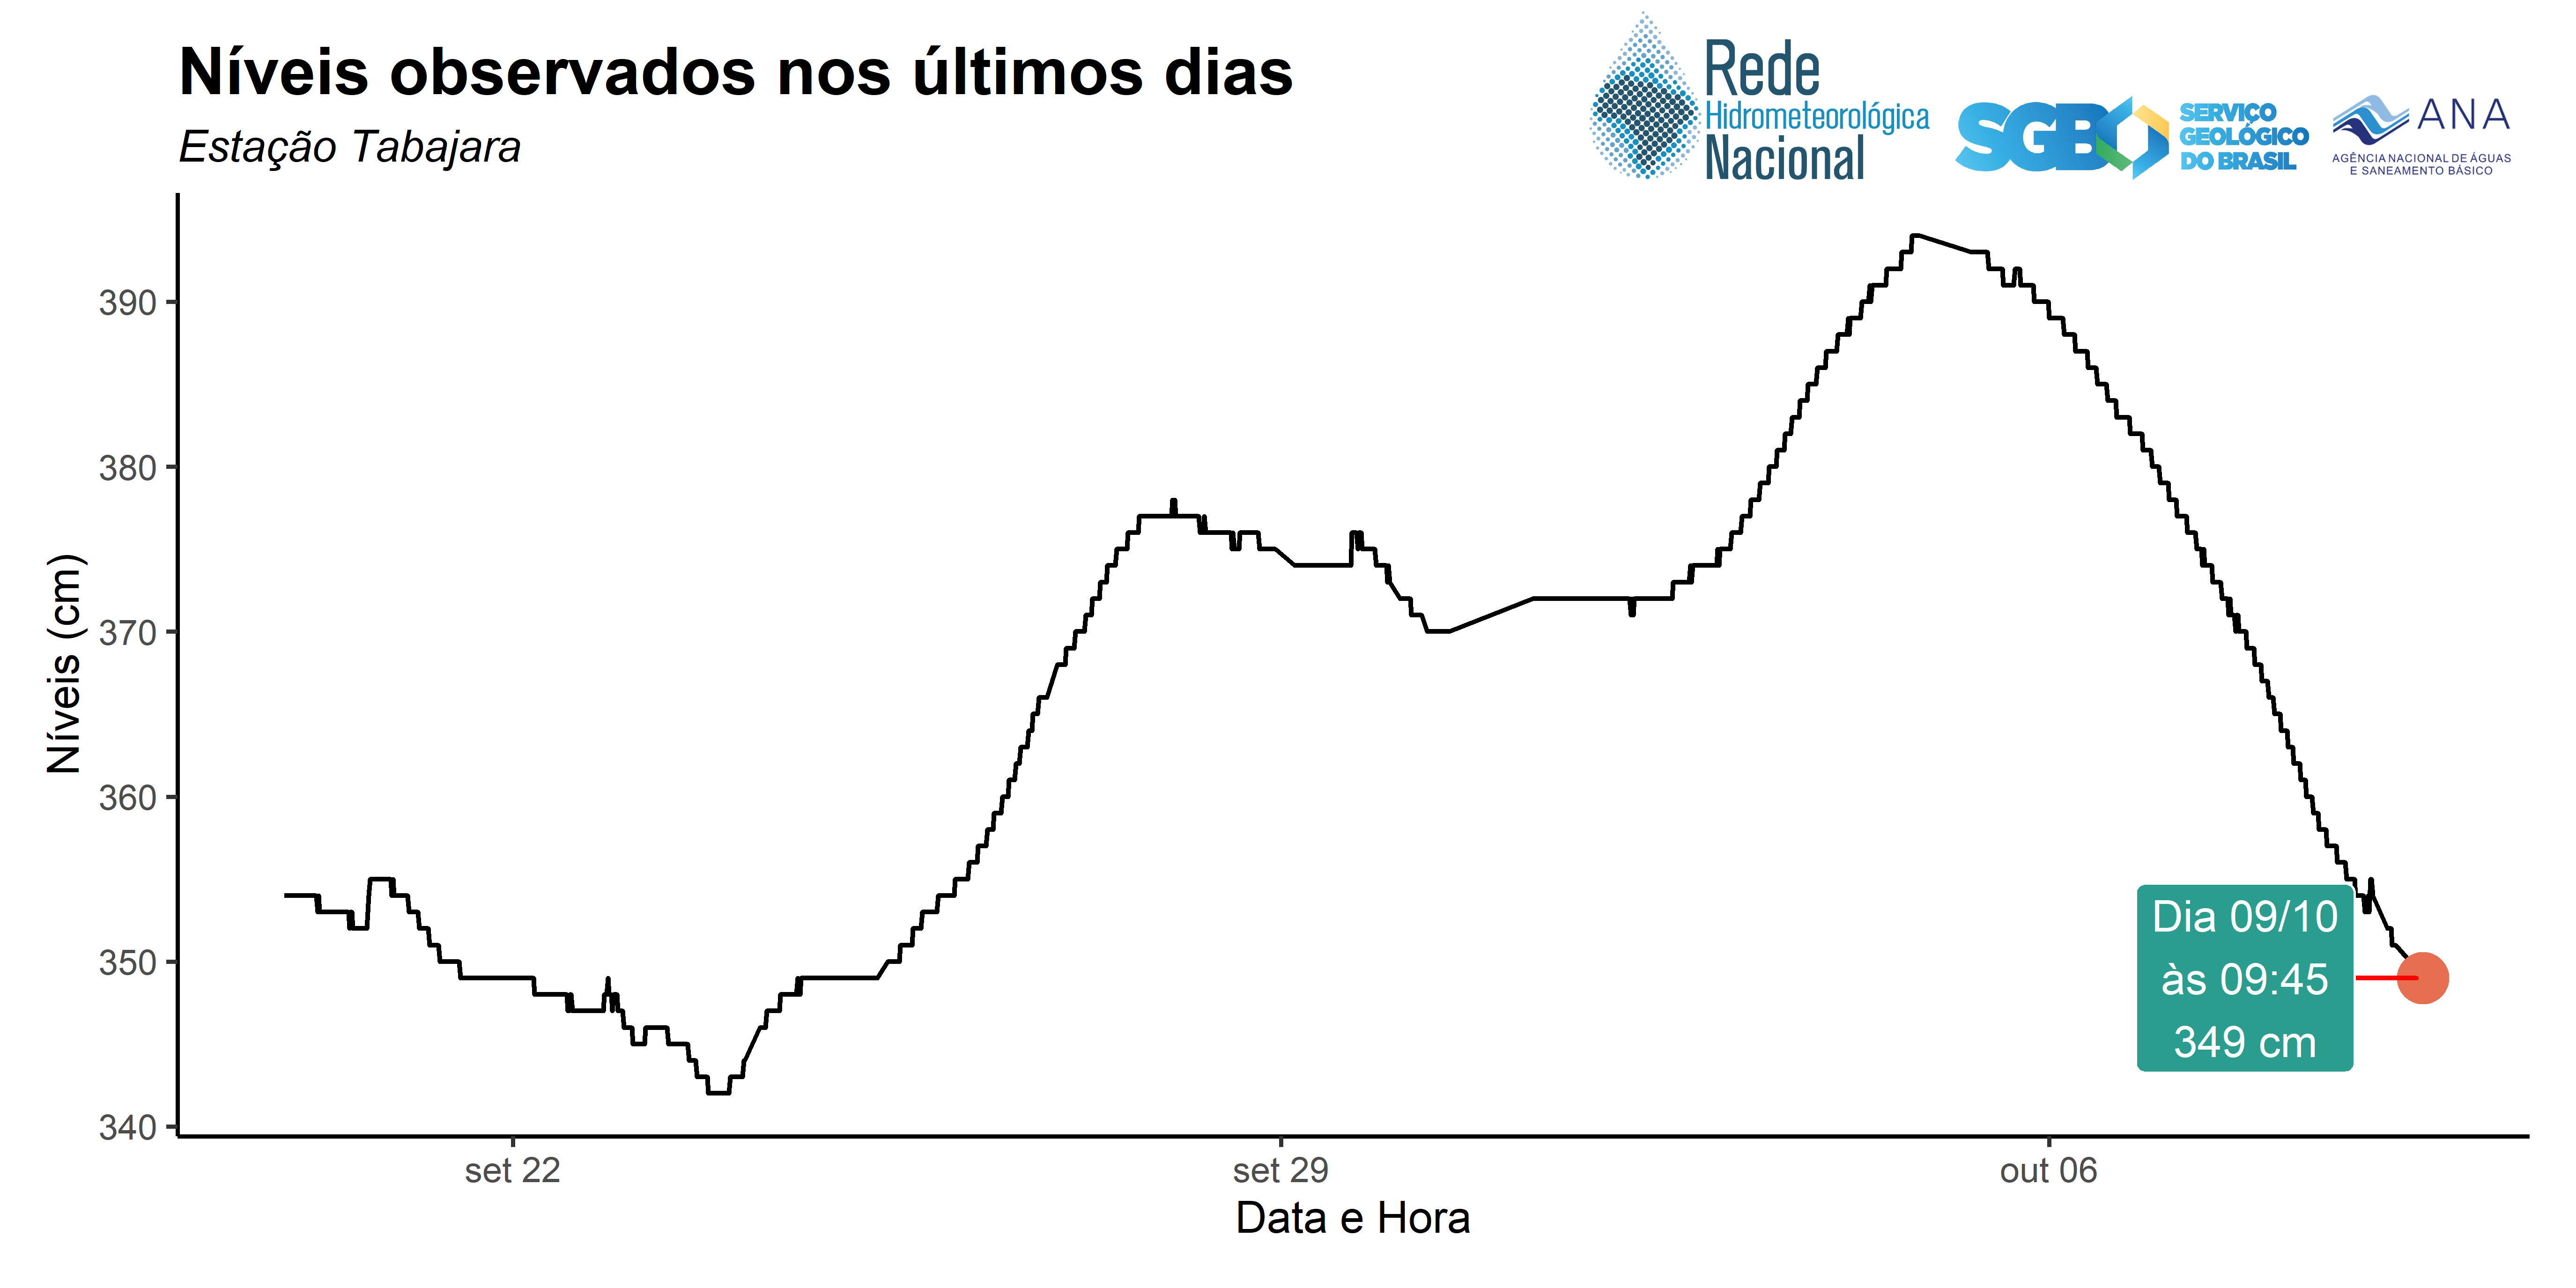 Níveis observados nos últimos dias
Estação Tabajara
Rede
Hidrometeorológica
Nacional
SGB
SERVIÇO
GEOLÓGICO
DO BRASIL
ANA
AGÊNCIA NACIONAL DE ÁGUAS
E SANEAMENTO BÁSICO
Níveis (cm)
390
380
370
360
350
340
Dia 09/10
às 09:45
349 cm
set 22
set 29
out 06
Data e Hora